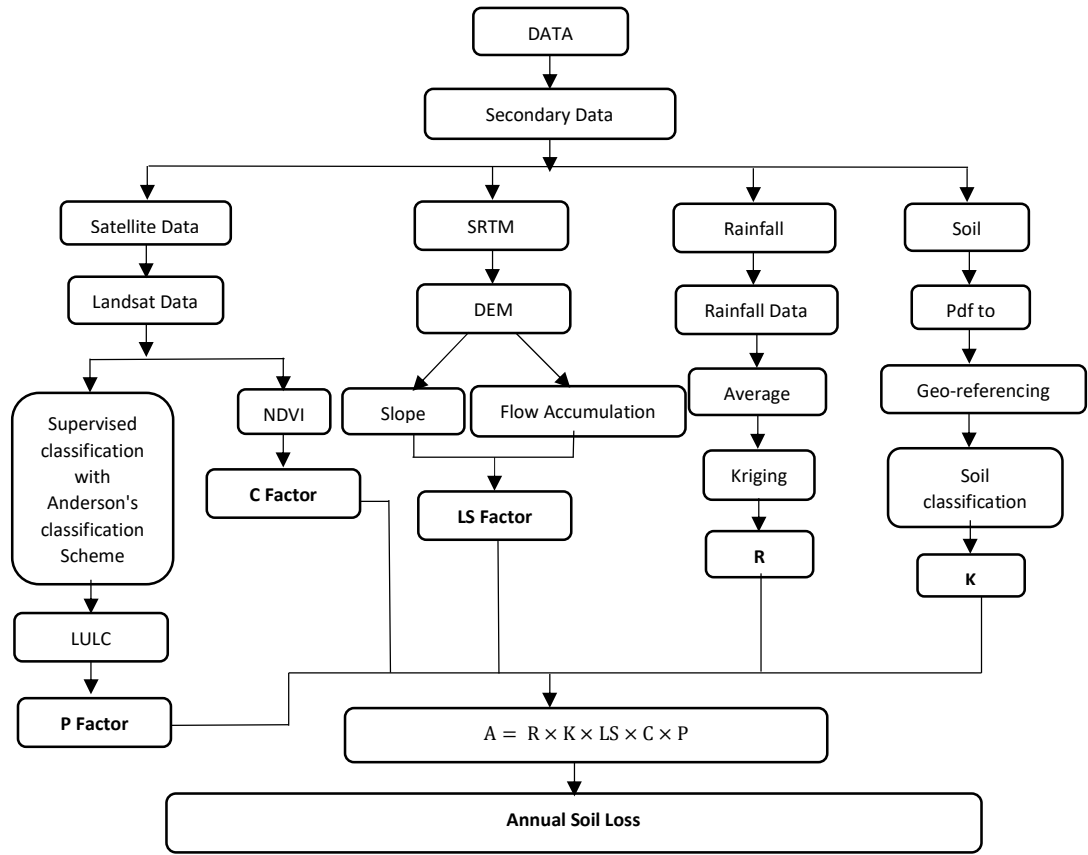 DATA
Secondary Data
Satellite Data
SRTM
Rainfall
Soil
Landsat Data
DEM
Rainfall Data
Pdf to
Supervised
classification
with
Anderson's
classification
Scheme
NDVI
Slope
Flow Accumulation
Average
Geo-referencing
C Factor
LS Factor
Kriging
Soil
classification
R
K
LULC
P Factor
A = R × K × LS × C × P
Annual Soil Loss